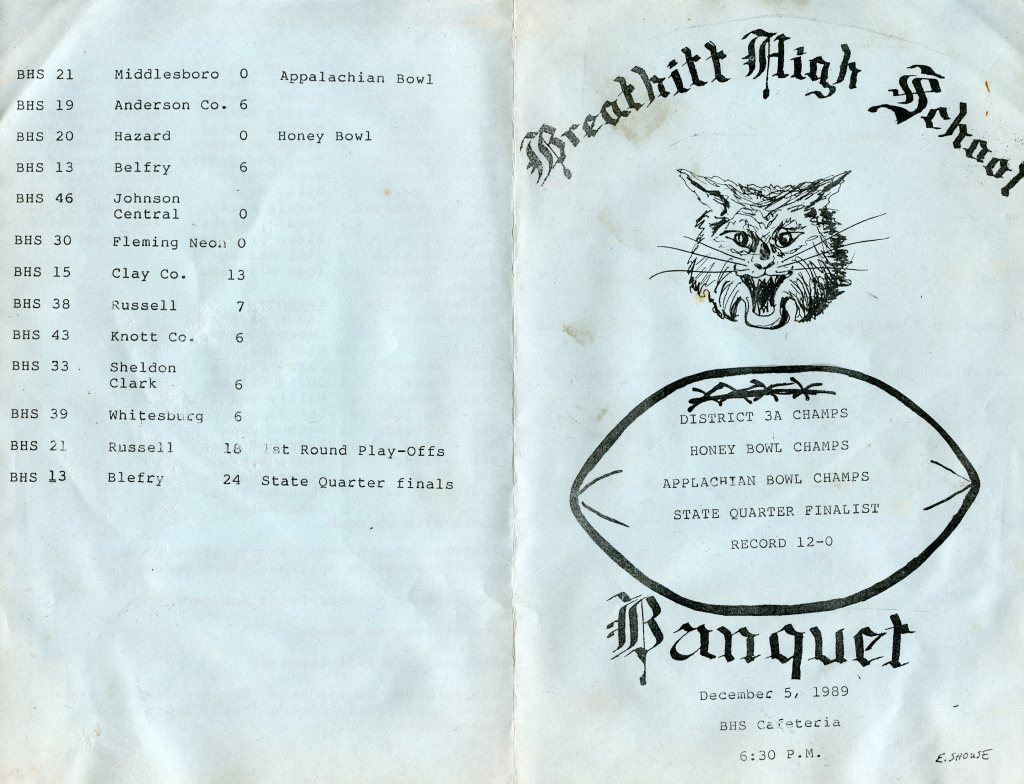 BHS 21 Middlesboro 0 Appalachian Bowl
BHS 19 Anderson Co. 6
BHS 20 Hazard 0 Honey Bowl
BHS 13 Belfry 6
BHS 46 Johnson
Central 0
BHS 30 Fleming Neon 0
BHS 15 Clay Co. 13
BHS 38 Russell 7
BHS 43 Knott Co. 6
BHS 33 Sheldon
Clark 6
BHS 39 Whitesburg 6
BHS 21 Russell 18 1st Round Play-Offs
BHS 13 Blefry 24 State Quarter finals
Breathitt High School
DISTRICT 3A CHAMPS
HONEY BOWL CHAMPS
APPLACHIAN BOWL CHAMPS
STATE QUARTER FINALIST
RECORD 12-0
Banquet
December 5, 1989
BHS Cafeteria
6:30 P.M.
E. SHOUSE